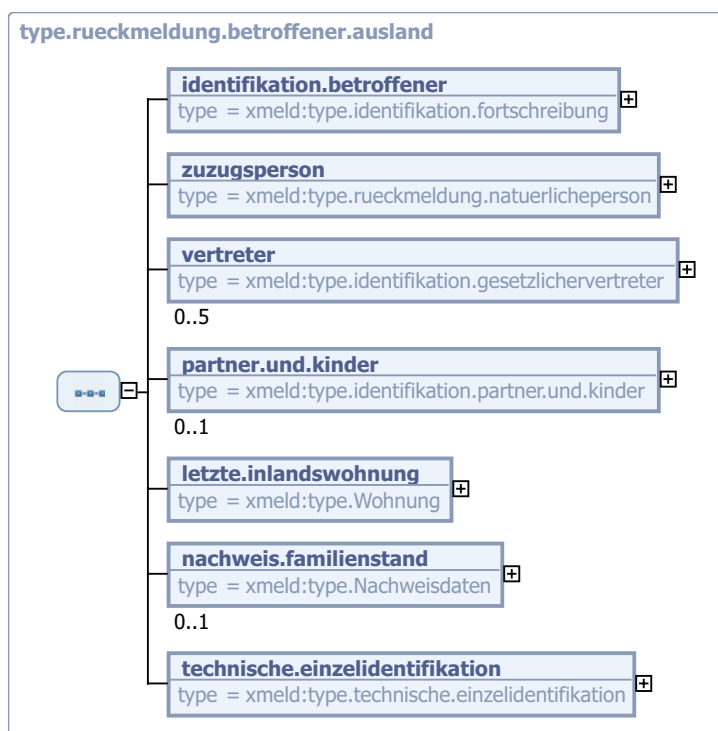 type.rueckmeldung.betroffener.ausland
identifikation.betroffener
type = xmeld:type.identifikation.fortschreibung
zuzugsperson
type = xmeld:type.rueckmeldung.natuerlicheperson
vertreter
type = xmeld:type.identifikation.gesetzlichervertreter
0..5
partner.und.kinder
type = xmeld:type.identifikation.partner.und.kinder
0..1
letzte.inlandswohnung
type = xmeld:type.Wohnung
nachweis.familienstand
type = xmeld:type.Nachweisdaten
0..1
technische.einzelidentifikation
type = xmeld:type.technische.einzelidentifikation